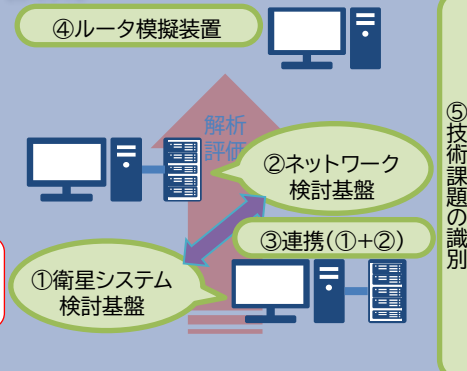 ④ルータ模擬装置
解析
評価
②ネットワーク
検討基盤
③連携(①+②)
①衛星システム
検討基盤
⑤技術課題の識別